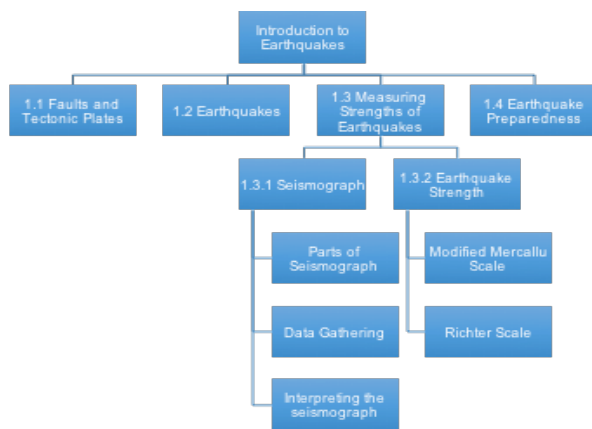 Introduction to
Earthquakes
1.1 Faults and
Tectonic Plates
1.2 Earthquakes
1.3 Measuring
Strengths of
Earthquakes
1.4 Earthquake
Preparedness
1.3.1 Seismograph
1.3.2 Earthquake
Strength
Parts of
Seismograph
Modified Mercallu
Scale
Data Gathering
Richter Scale
Interpreting the
seismograph